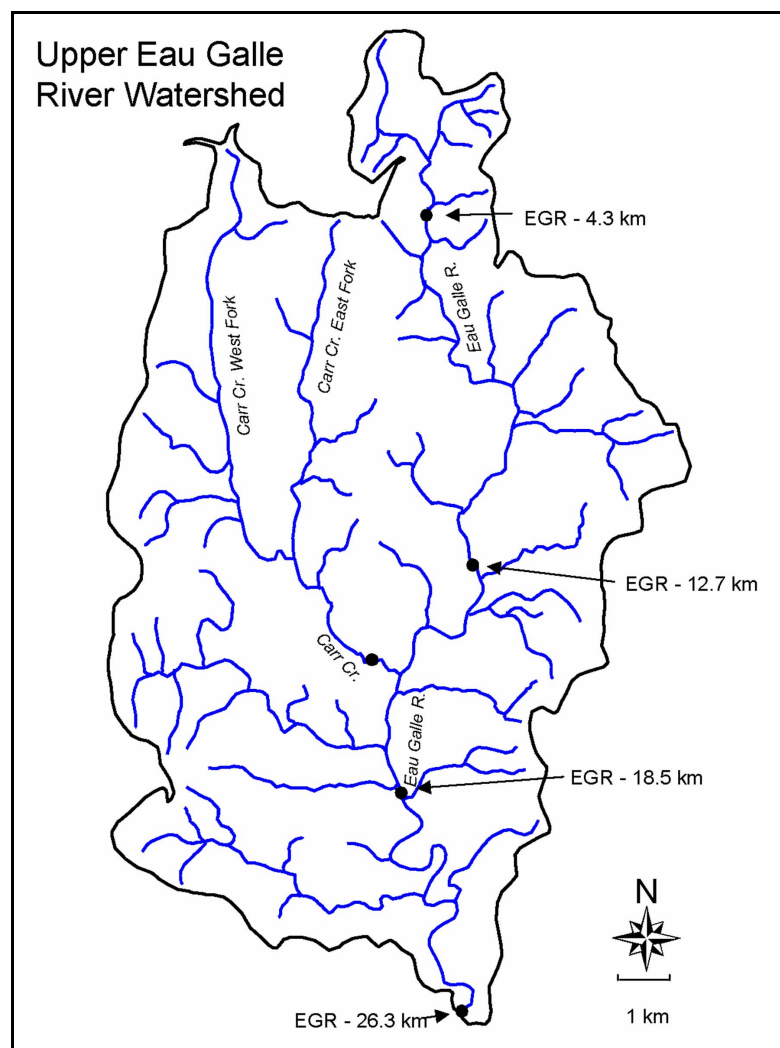 Upper Eau Galle
River Watershed
EGR - 4.3 km
Eau Galle R.
Carr Cr. West Fork
Carr Cr. East Fork
EGR - 12.7 km
Carr Cr.
Eau Galle R.
EGR - 18.5 km
N
1 km
EGR - 26.3 km